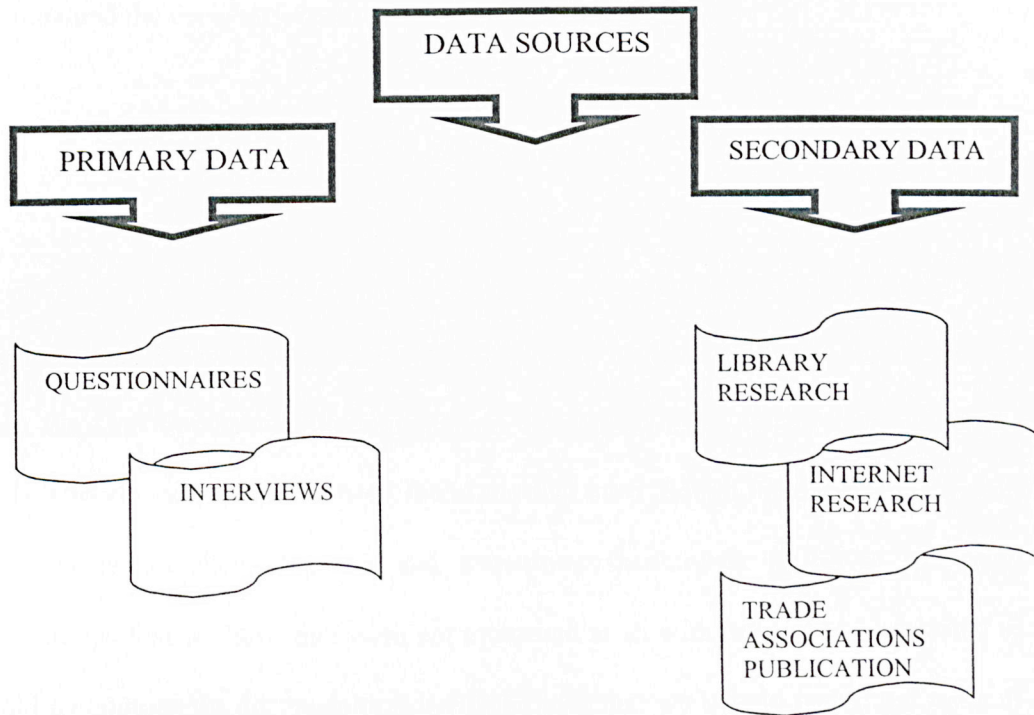 DATA SOURCES
PRIMARY DATA
SECONDARY DATA
QUESTIONNAIRES
INTERVIEWS
LIBRARY
RESEARCH
INTERNET
RESEARCH
TRADE
ASSOCIATIONS
PUBLICATION